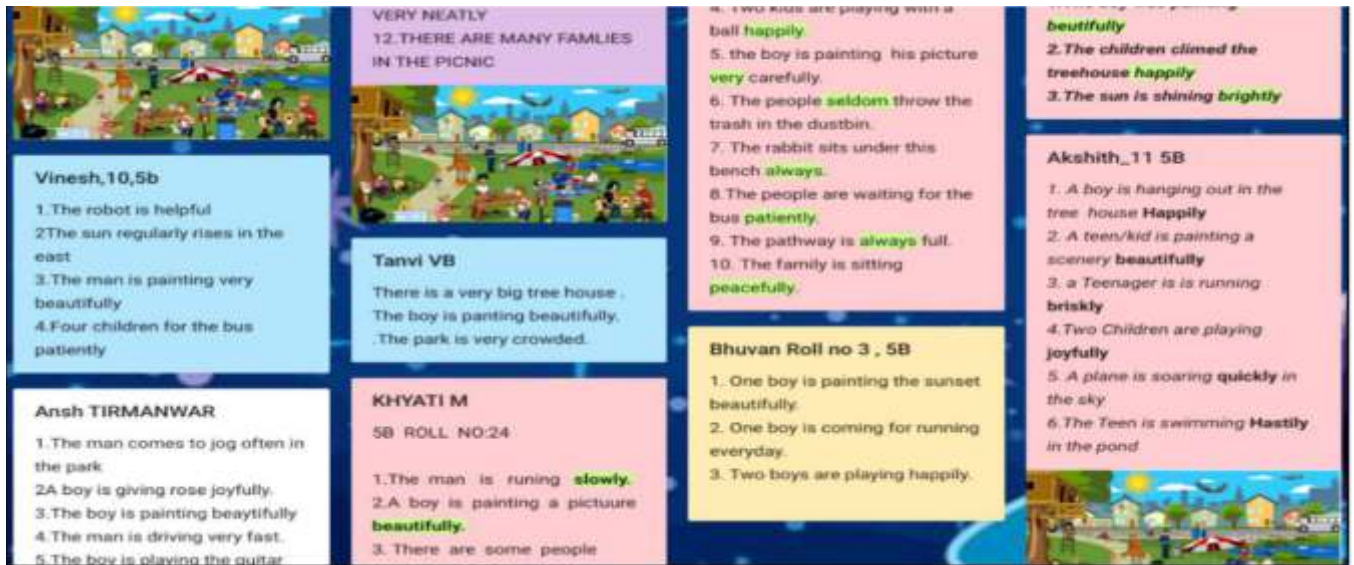 VERY NEATLY
12.THERE ARE MANY FAMLIES
IN THE PICNIC
Vinesh,10,5b
1.The robot is helpful
2The sun regularly rises in the
east
3.The man is painting very
beautifully
4.Four children for the bus
patiently
Ansh TIRMANWAR
1.The man comes to jog often in
the park
2A boy is giving rose joyfully.
3.The boy is painting beaytifully
4.The man is driving very fast.
5.The boy is playing the guitar
Tanvi VB
There is a very big tree house .
The boy is panting beautifully.
.The park is very crowded.
KHYATI M
5B ROLL NO:24
1.The man is runing slowly.
2.A boy is painting a pictuure
beautifully.
3. There are some people
4. Two kids are playing with a
ball happily.
5. the boy is painting his picture
very carefully.
6. The people seldom throw the
trash in the dustbin.
7. The rabbit sits under this
bench always.
8.The people are waiting for the
bus patiently.
9. The pathway is always full.
10. The family is sitting
peacefully.
Bhuvan Roll no 3 , 5B
1. One boy is painting the sunset
beautifully.
2. One boy is coming for running
everyday.
3. Two boys are playing happily.
beutifully
2.The children climed the
treehouse happily
3.The sun is shining brightly
Akshith_11 5B
1. A boy is hanging out in the
tree house Happily
2. A teen/kid is painting a
scenery beautifully
3. a Teenager is is running
briskly
4.Two Children are playing
joyfully
5. A plane is soaring quickly in
the sky
6.The Teen is swimming Hastily
in the pond